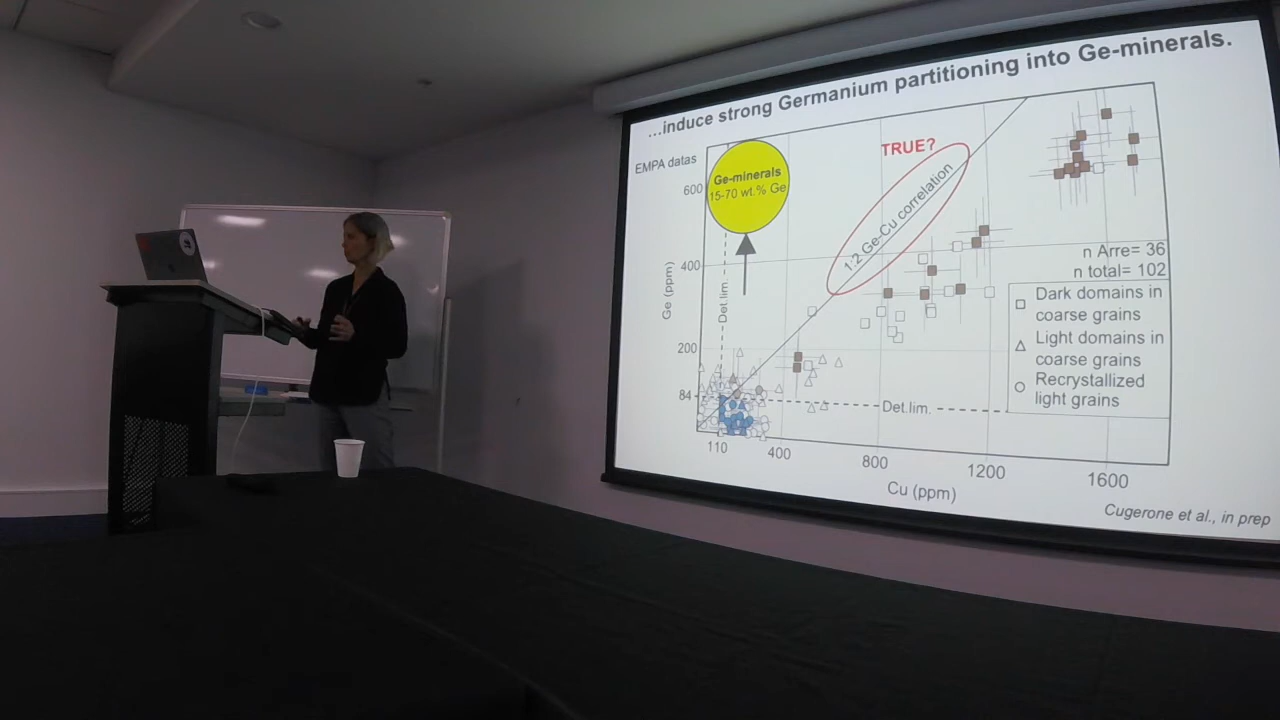 ...induce strong Germanium partitioning into Ge-minerals.
EMPA datas
Ge-minerals
15-70 wt.% Ge
TRUE?
1:2 Ge-Cu correlation
600
400
200
84
Ge (ppm)
Det.lim.
Det.lim.
n Arre= 36
n total= 102
Dark domains in
coarse grains
Light domains in
coarse grains
Recrystallized
light grains
110
400
800
1200
1600
Cu (ppm)
Cugerone et al., in prep